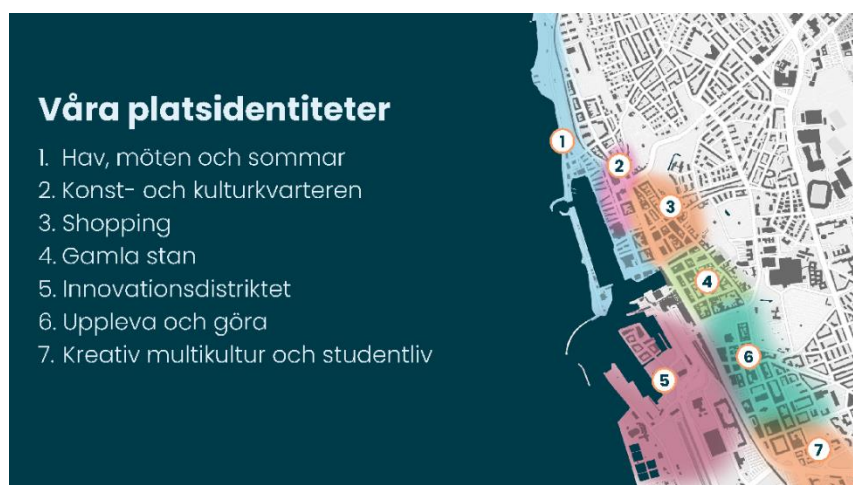 Våra platsidentiteter
1. Hav, möten och sommar
2. Konst- och kulturkvarteren
3. Shopping
4. Gamla stan
5. Innovationsdistriktet
6. Uppleva och göra
7. Kreativ multikultur och studentliv
1
2
3
4
5
6
7